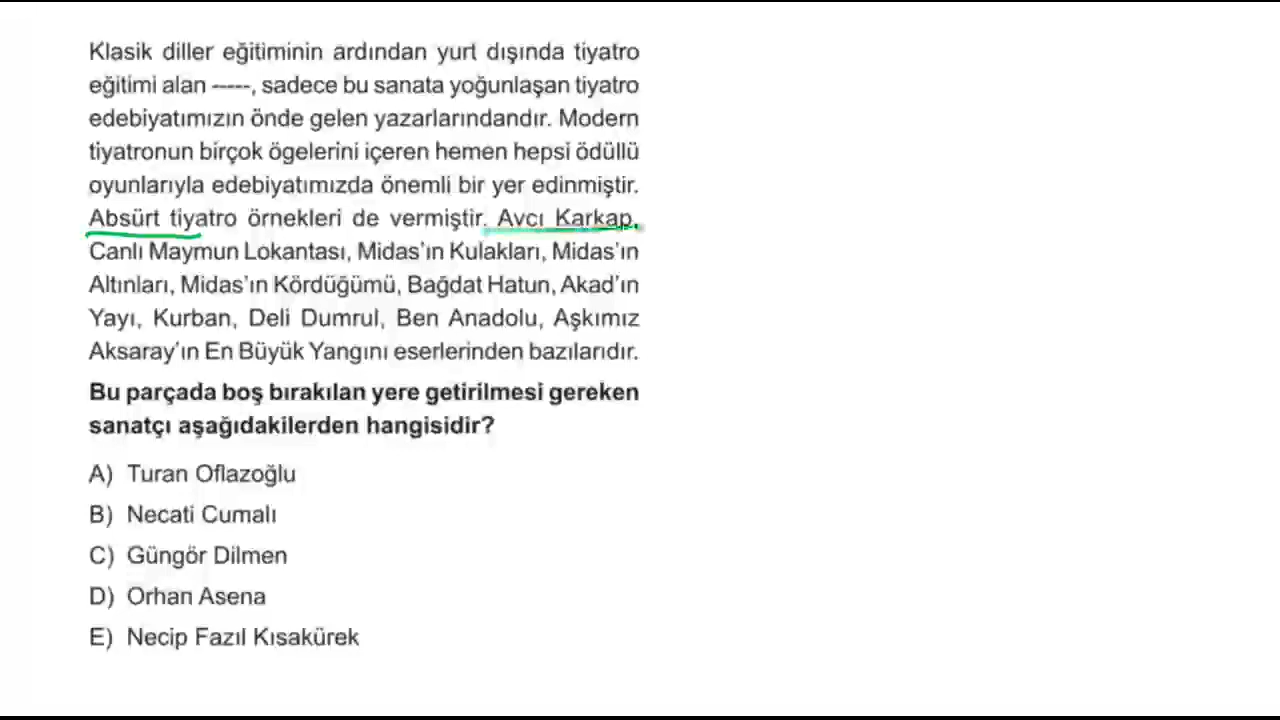 Klasik diller eğitiminin ardından yurt dışında tiyatro
eğitimi alan -----, sadece bu sanata yoğunlaşan tiyatro
edebiyatımızın önde gelen yazarlarındandır. Modern
tiyatronun birçok ögelerini içeren hemen hepsi ödüllü
oyunlarıyla edebiyatımızda önemli bir yer edinmiştir.
Absürt tiyatro örnekleri de vermiştir. Avcı Karkap,
Canlı Maymun Lokantası, Midas'ın Kulakları, Midas'ın
Altınları, Midas'ın Kördüğümü, Bağdat Hatun, Akad'ın
Yayı, Kurban, Deli Dumrul, Ben Anadolu, Aşkımız
Aksaray'ın En Büyük Yangını eserlerinden bazılarıdır.
Bu parçada boş bırakılan yere getirilmesi gereken
sanatçı aşağıdakilerden hangisidir?
A) Turan Oflazoğlu
B) Necati Cumalı
C) Güngör Dilmen
D) Orhan Asena
E) Necip Fazıl Kısakürek